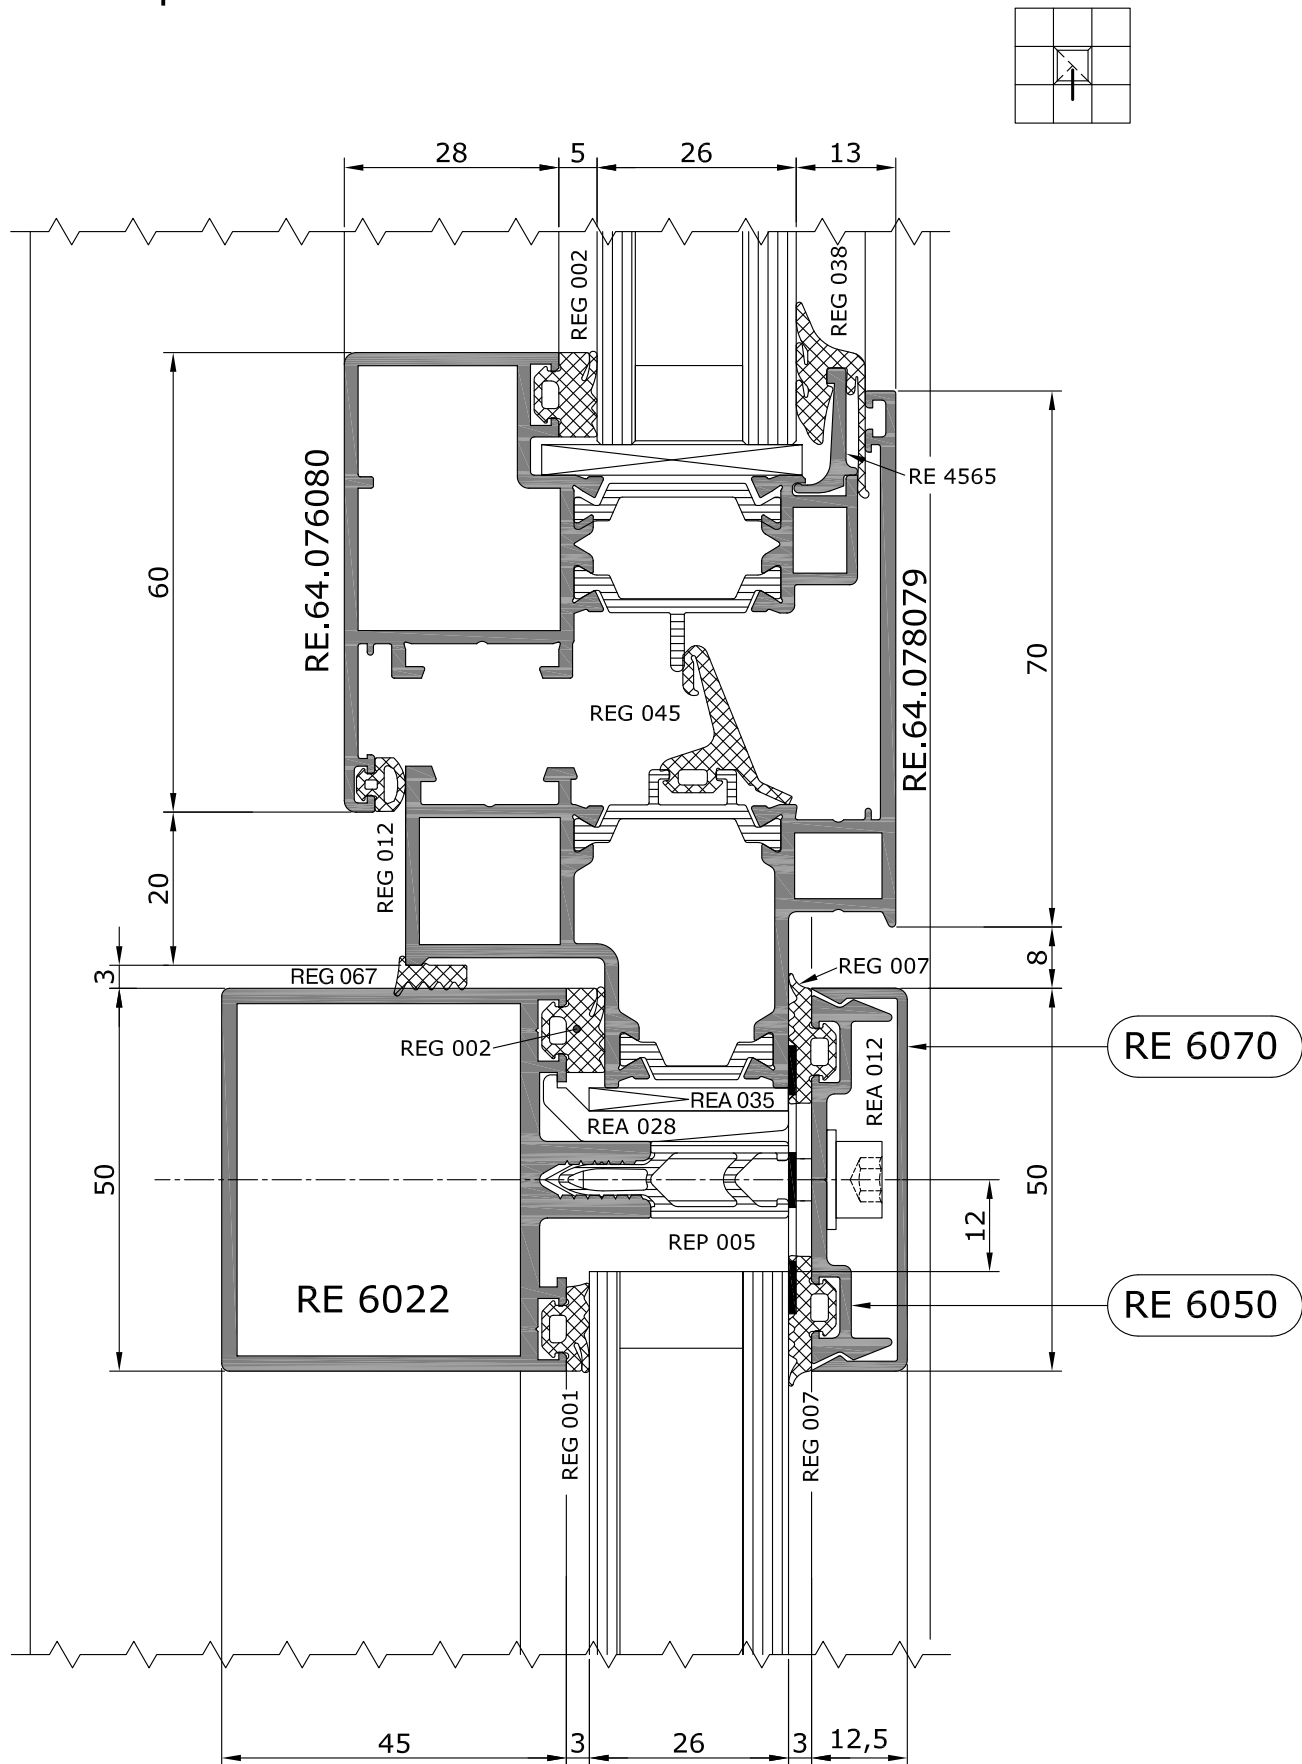 28
5
26
13
REG 002
REG 038
RE 4565
RE.64.076080
60
RE.64.078079
70
REG 045
REG 012
20
3
REG 067
REG 007
8
REG 002
REA 012
RE 6070
REA 035
REA 028
50
50
12
REP 005
RE 6022
RE 6050
REG 001
REG 007
45
3
26
3
12,5